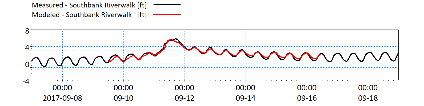 Measured - Southbank Riverwalk [ft]
Modeled - Southbank Riverwalk [ft]
8
4
0
-4
00:00 00:00 00:00 00:00 00:00 00:00
2017-09-08 09-10 09-12 09-14 09-16 09-18